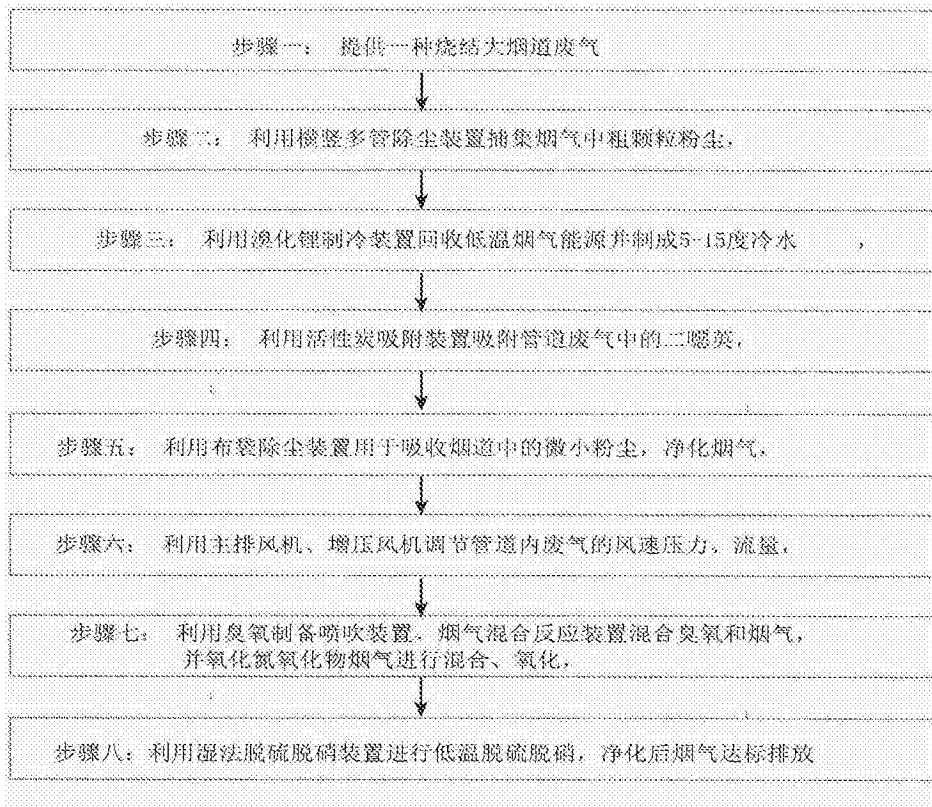 步骤一： 提供一种烧结大烟道废气
步骤二：利用横竖多管除尘装置捕集烟气中粗颗粒粉尘，
步骤三： 利用溴化锂制冷装置回收低温烟气能源并制成5-15度冷水 ，
步骤四： 利用活性炭吸附装置吸附管道废气中的二噁英，
步骤五： 利用布袋除尘装置用于吸收烟道中的微小粉尘，净化烟气，
步骤六： 利用主排风机、增压风机调节管道内废气的风速压力、流量，
步骤七： 利用臭氧制备喷吹装置、烟气混合反应装置混合臭氧和烟气，
并氧化氮氧化物烟气进行混合、氧化，
步骤八：利用湿法脱硫脱硝装置进行低温脱硫脱硝，净化后烟气达标排放